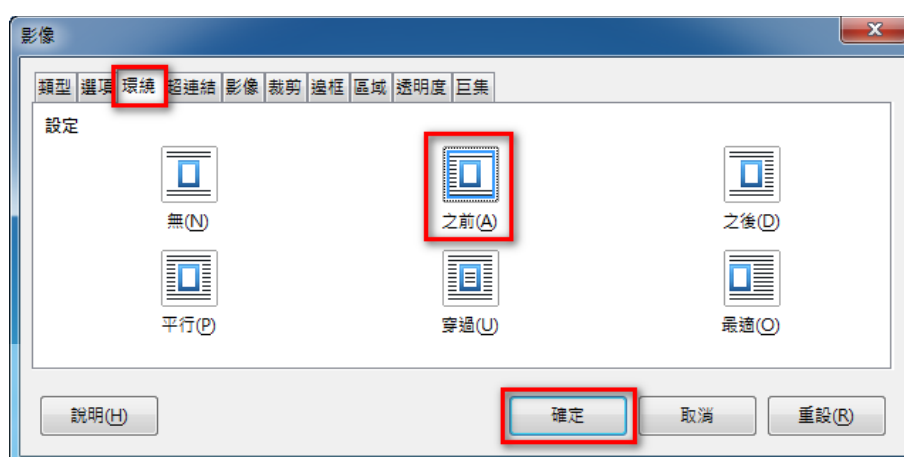 影像
類型 選項 環繞 超連結 影像 裁剪 邊框 區域 透明度 巨集
設定
無(N) 之前(A) 之後(D)
平行(P) 穿過(U) 最適(O)
說明(H) 確定 取消 重設(R)